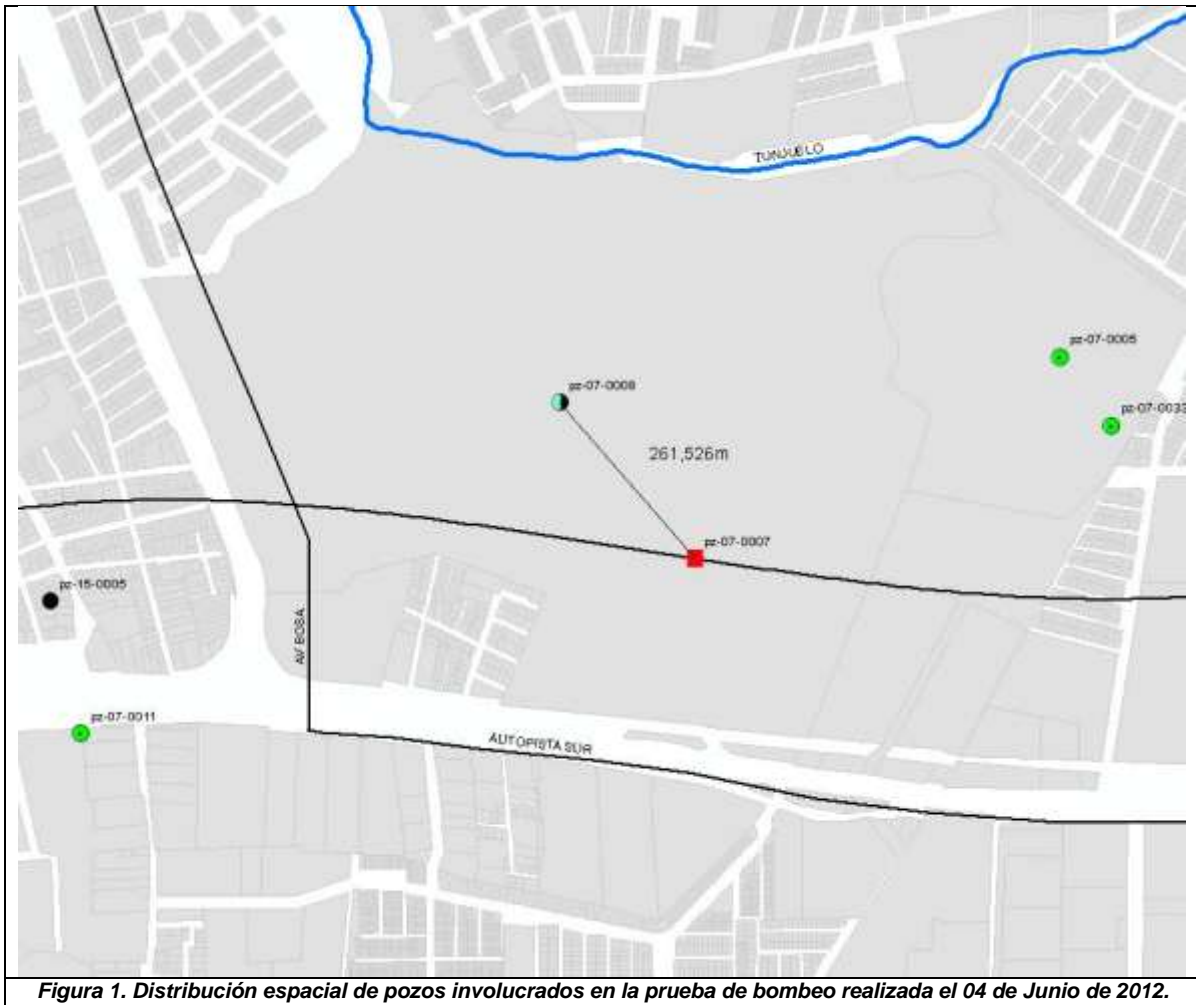 TUNJUELO
pz-07-0005
pz-07-0008
pz-07-0033
261,526m
pz-07-0007
pz-15-0005
AV BOSA
pz-07-0011
AUTOPISTA SUR
Figura 1. Distribución espacial de pozos involucrados en la prueba de bombeo realizada el 04 de Junio de 2012.